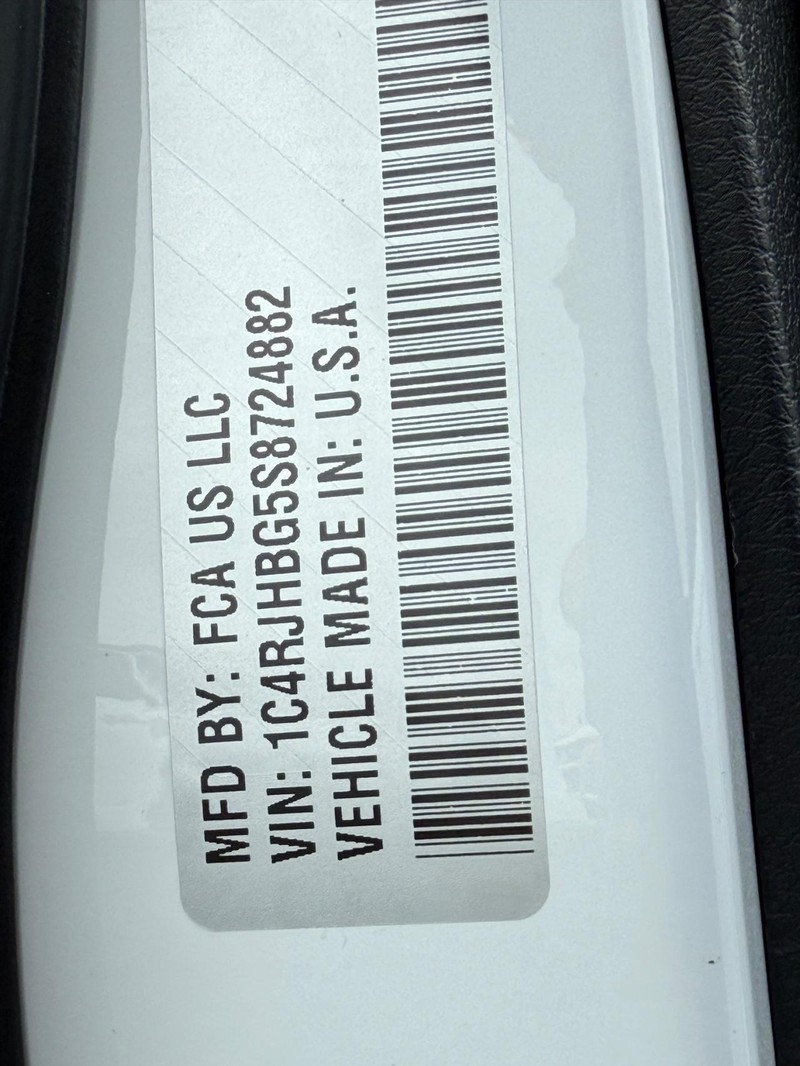 MFD BY: FCA US LLC
VIN: 1C4RJHBG5S8724882
VEHICLE MADE IN: U.S.A.